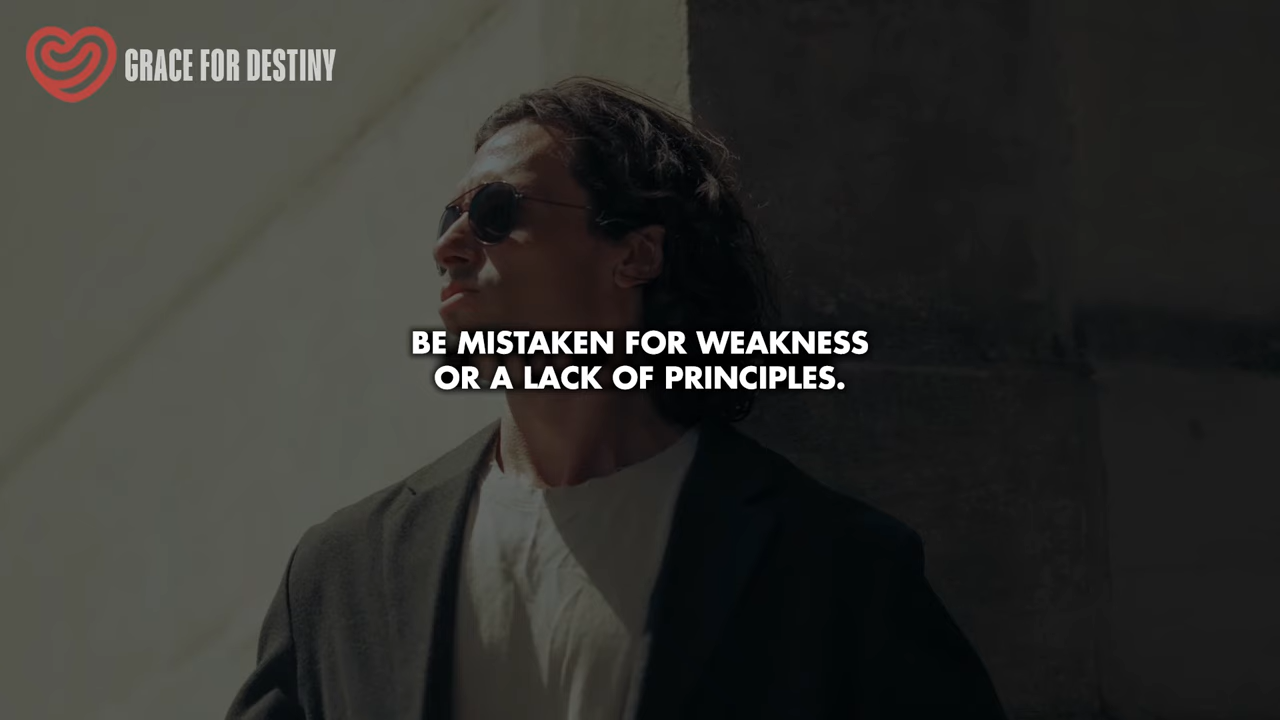 GRACE FOR DESTINY
BE MISTAKEN FOR WEAKNESS
OR A LACK OF PRINCIPLES.